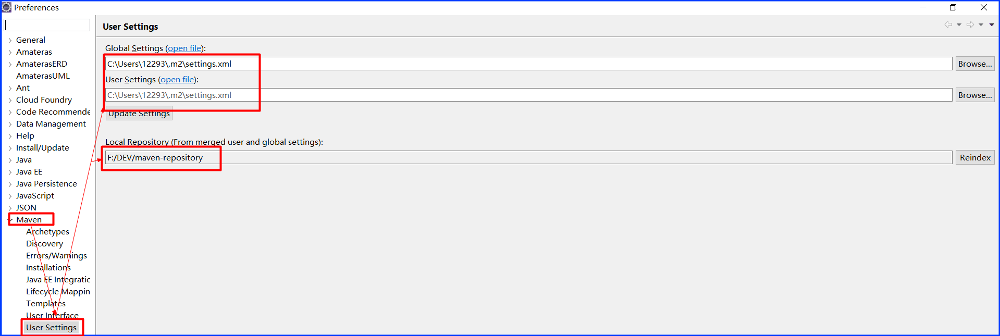 Preferences
General
Amateras
AmaterasERD
AmaterasUML
Ant
Cloud Foundry
Code Recommende
Data Management
Help
Install/Update
Java
Java EE
Java Persistence
JavaScript
JSON
Maven
Archetypes
Discovery
Errors/Warnings
Installations
Java EE Integratic
Lifecycle Mappin
Templates
User Interface
User Settings
User Settings
Global Settings (open file):
C:\Users\12293\.m2\settings.xml Browse...
User Settings (open file):
C:\Users\12293\.m2\settings.xml Browse...
Update Settings
Local Repository (From merged user and global settings):
F:/DEV/maven-repository Reindex